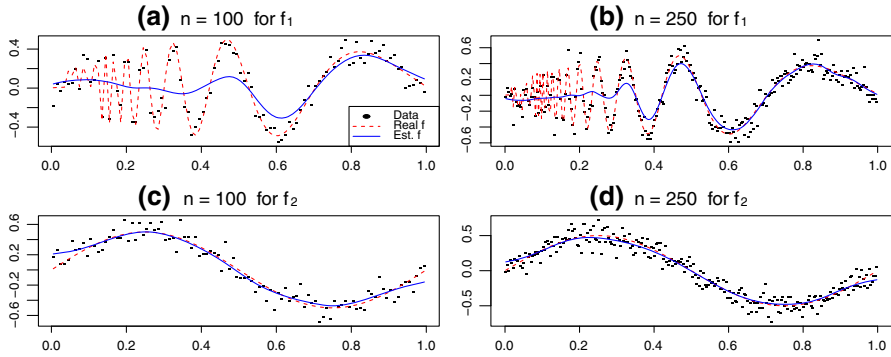 (a) n = 100 for f₁
0.4
0.0
−0.4
Data
Real f
Est. f
0.0 0.2 0.4 0.6 0.8 1.0
(b) n = 250 for f₁
0.6
0.2
−0.2
−0.6
0.0 0.2 0.4 0.6 0.8 1.0
(c) n = 100 for f₂
0.6
0.2
−0.2
−0.6
0.0 0.2 0.4 0.6 0.8 1.0
(d) n = 250 for f₂
0.5
0.0
−0.5
0.0 0.2 0.4 0.6 0.8 1.0